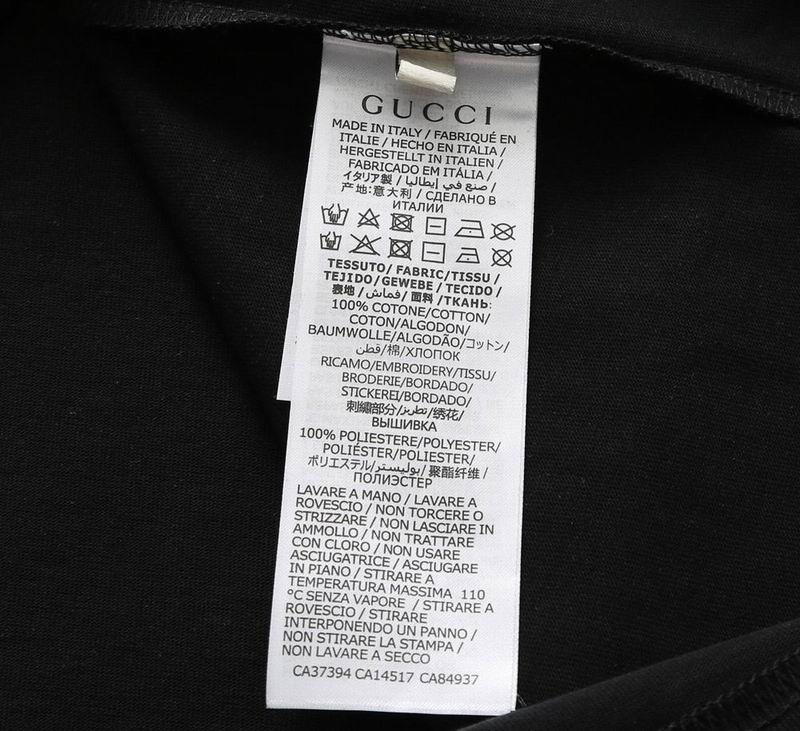 GUCCI
MADE IN ITALY / FABRIQUÉ EN
ITALIE / HECHO EN ITALIA /
HERGESTELLT IN ITALIEN /
FABRICADO EM ITÁLIA /
イタリア製 / صنع في إيطاليا /
产地:意大利 / СДЕЛАНО В
ИТАЛИИ
TESSUTO/ FABRIC/TISSU /
TEJIDO/ GEWEBE / TECIDO /
表地 / قماش / 面料 /ТКАНЬ:
100% COTONE/COTTON/
COTON/ALGODON/
BAUMWOLLE/ALGODÃO/コットン/
قطن/棉/ХЛОПОК
RICAMO/EMBROIDERY/TISSU/
BRODERIE/BORDADO/
STICKEREI/BORDADO/
刺繍部分/تطريز/绣花/
ВЫШИВКА
100% POLIESTERE/POLYESTER/
POLIÉSTER/POLIESTER/
ポリエステル/بوليستر/聚酯纤维 /
ПОЛИЭСТЕР
LAVARE A MANO / LAVARE A
ROVESCIO / NON TORCERE O
STRIZZARE / NON LASCIARE IN
AMMOLLO / NON TRATTARE
CON CLORO / NON USARE
ASCIUGATRICE / ASCIUGARE
IN PIANO / STIRARE A
TEMPERATURA MASSIMA 110
°C SENZA VAPORE / STIRARE A
ROVESCIO / STIRARE
INTERPONENDO UN PANNO /
NON STIRARE LA STAMPA /
NON LAVARE A SECCO
CA37394 CA14517 CA84937